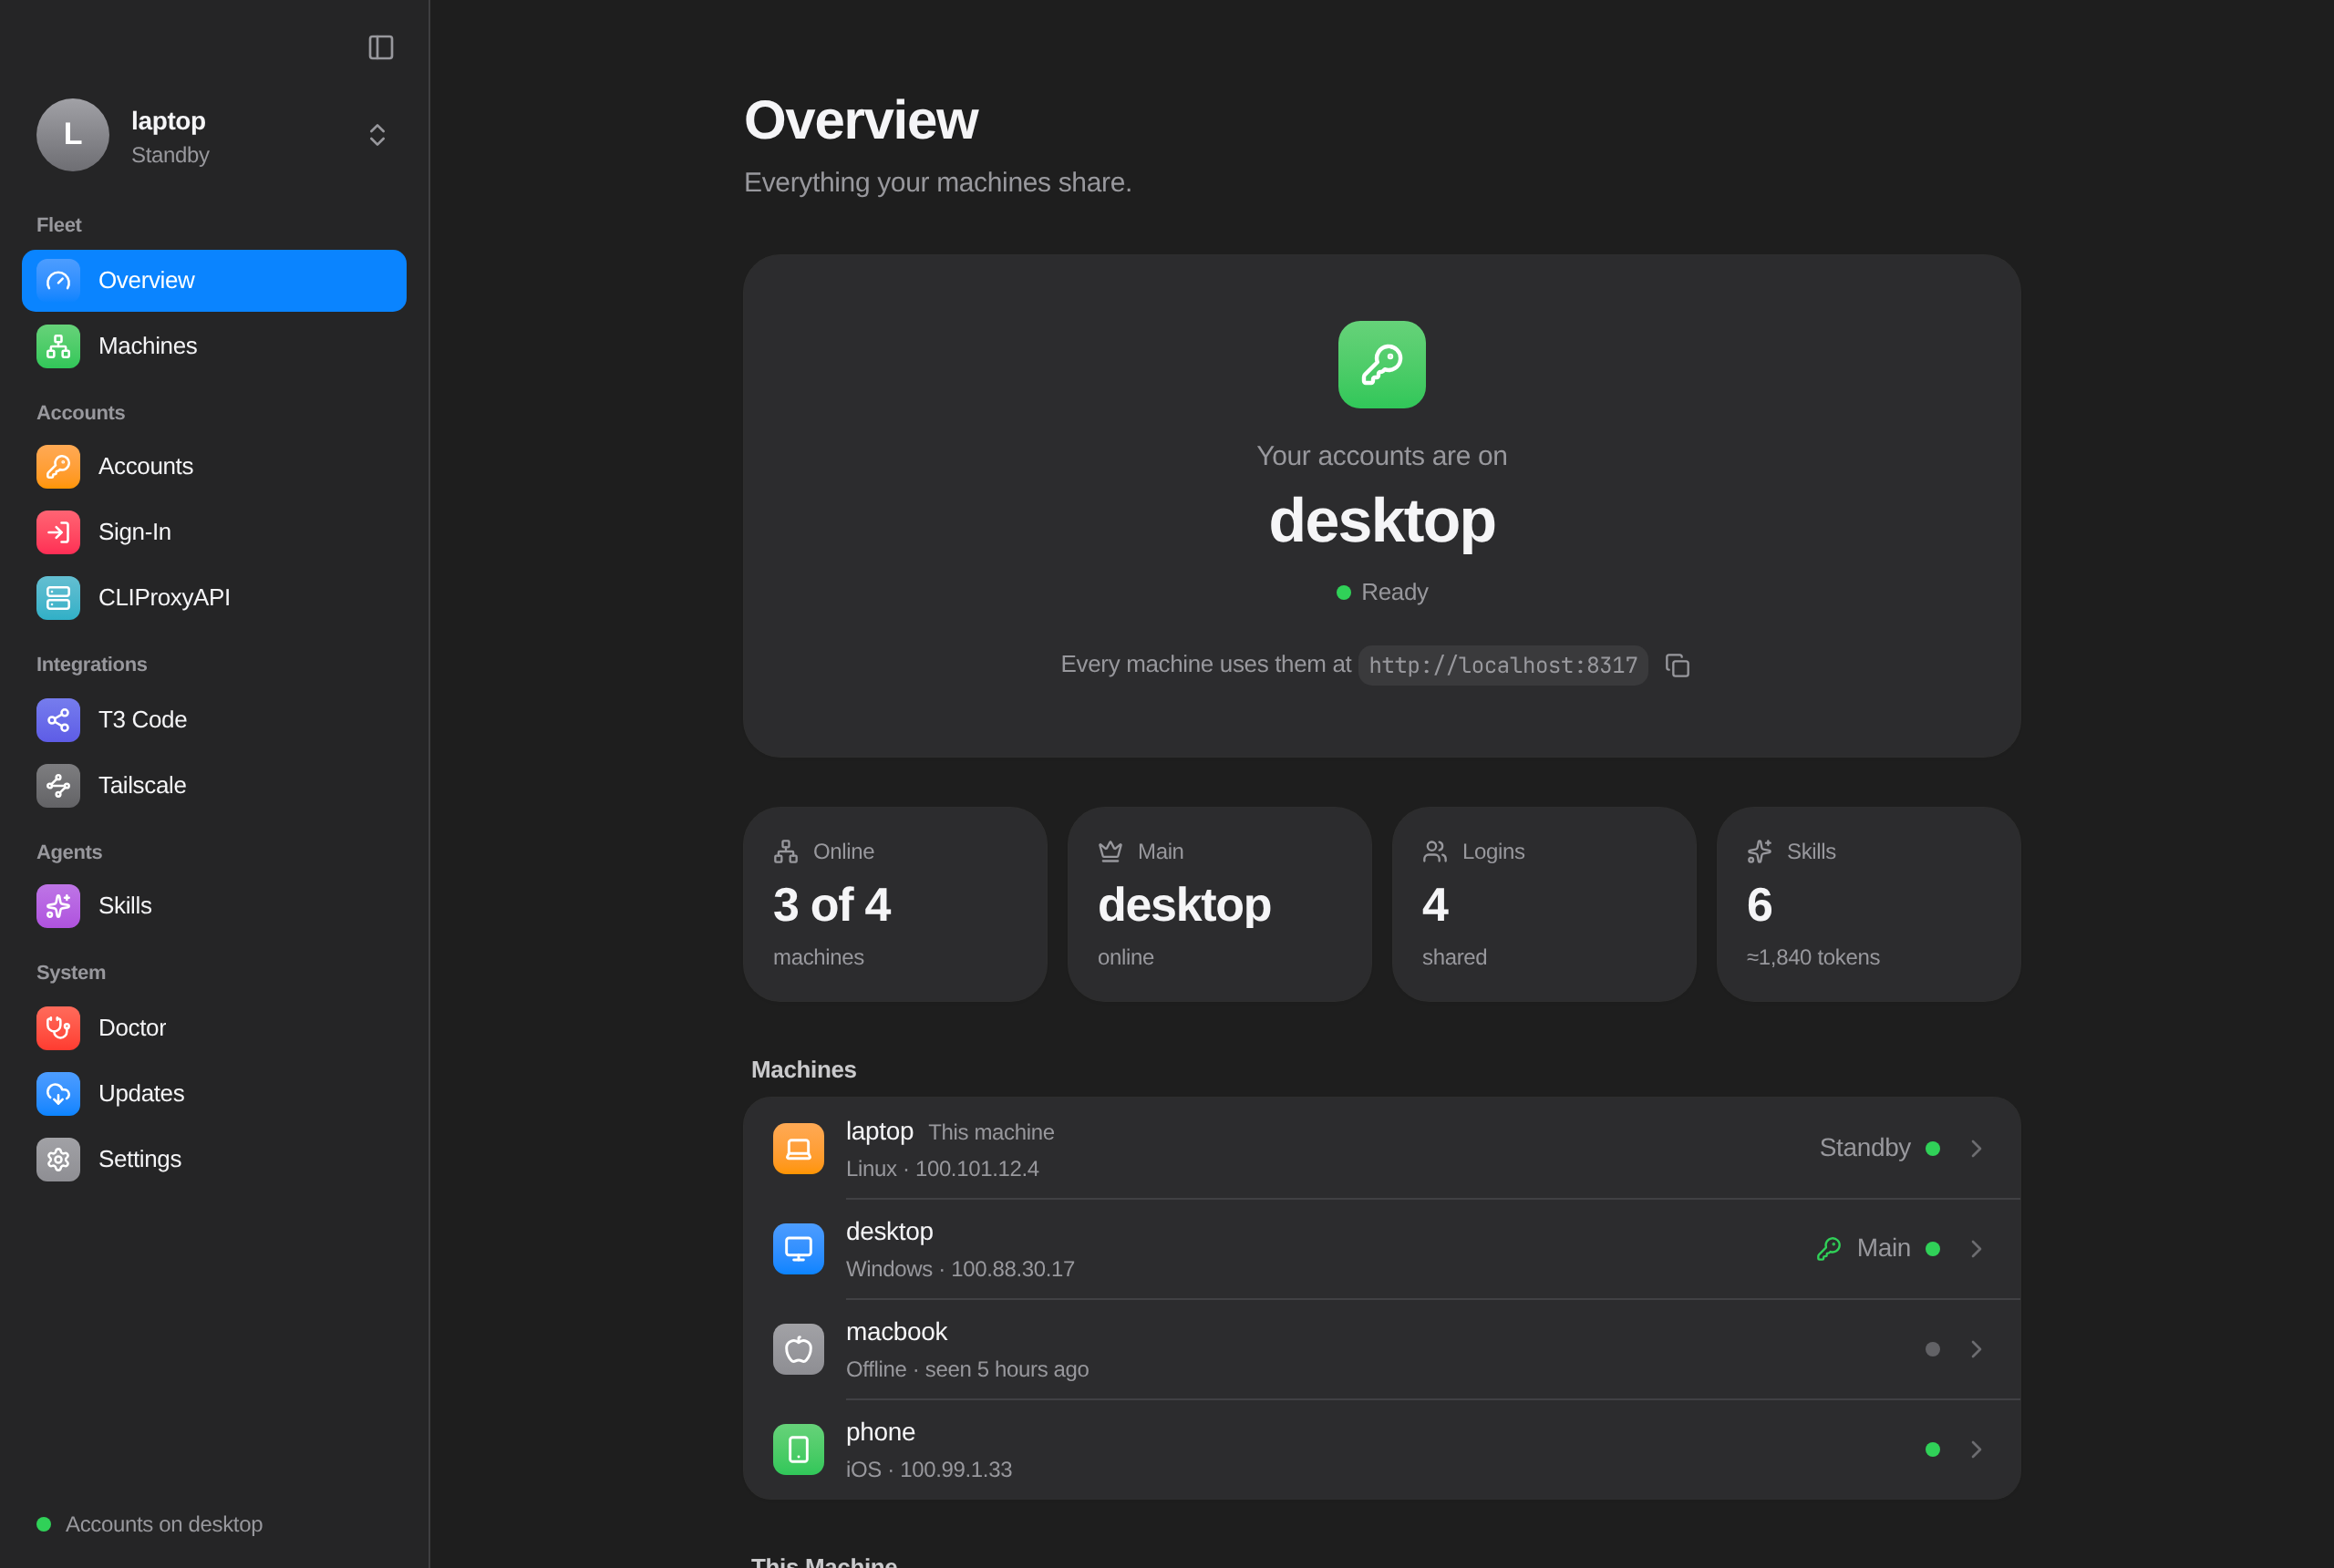 L
laptop
Standby
Fleet
Overview
Machines
Accounts
Accounts
Sign-In
CLIProxyAPI
Integrations
T3 Code
Tailscale
Agents
Skills
System
Doctor
Updates
Settings
Accounts on desktop
Overview
Everything your machines share.
Your accounts are on
desktop
Ready
Every machine uses them at http://localhost:8317
Online
3 of 4
machines
Main
desktop
online
Logins
4
shared
Skills
6
≈1,840 tokens
Machines
laptop This machine
Linux · 100.101.12.4
Standby
desktop
Windows · 100.88.30.17
Main
macbook
Offline · seen 5 hours ago
phone
iOS · 100.99.1.33
This Machine